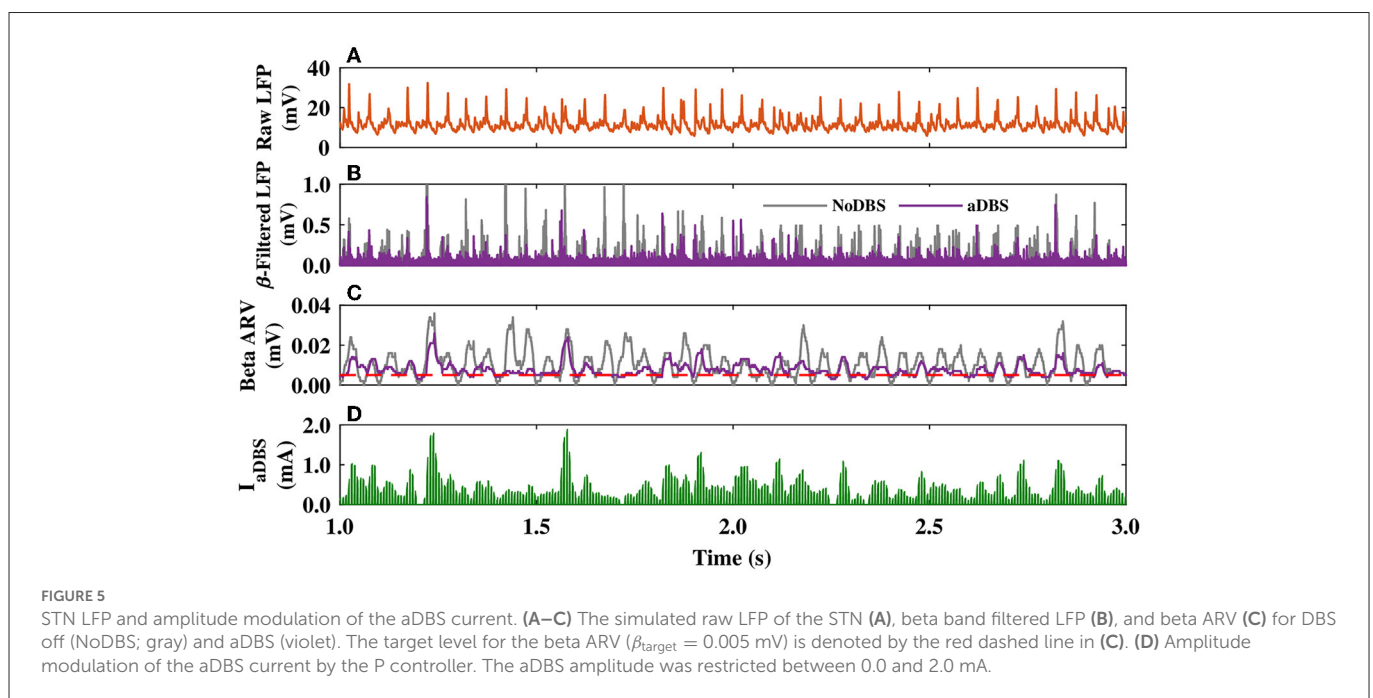 A
40
20
0
Raw LFP
(mV)
B
1.0
0.5
0.0
β-Filtered LFP
(mV)
NoDBS
aDBS
C
0.04
0.02
0.00
Beta ARV
(mV)
D
2.0
1.0
0.0
IaDBS
(mA)
1.0 1.5 2.0 2.5 3.0
Time (s)
FIGURE 5
STN LFP and amplitude modulation of the aDBS current. (A–C) The simulated raw LFP of the STN (A), beta band filtered LFP (B), and beta ARV (C) for DBS
off (NoDBS; gray) and aDBS (violet). The target level for the beta ARV (βtarget = 0.005 mV) is denoted by the red dashed line in (C). (D) Amplitude
modulation of the aDBS current by the P controller. The aDBS amplitude was restricted between 0.0 and 2.0 mA.